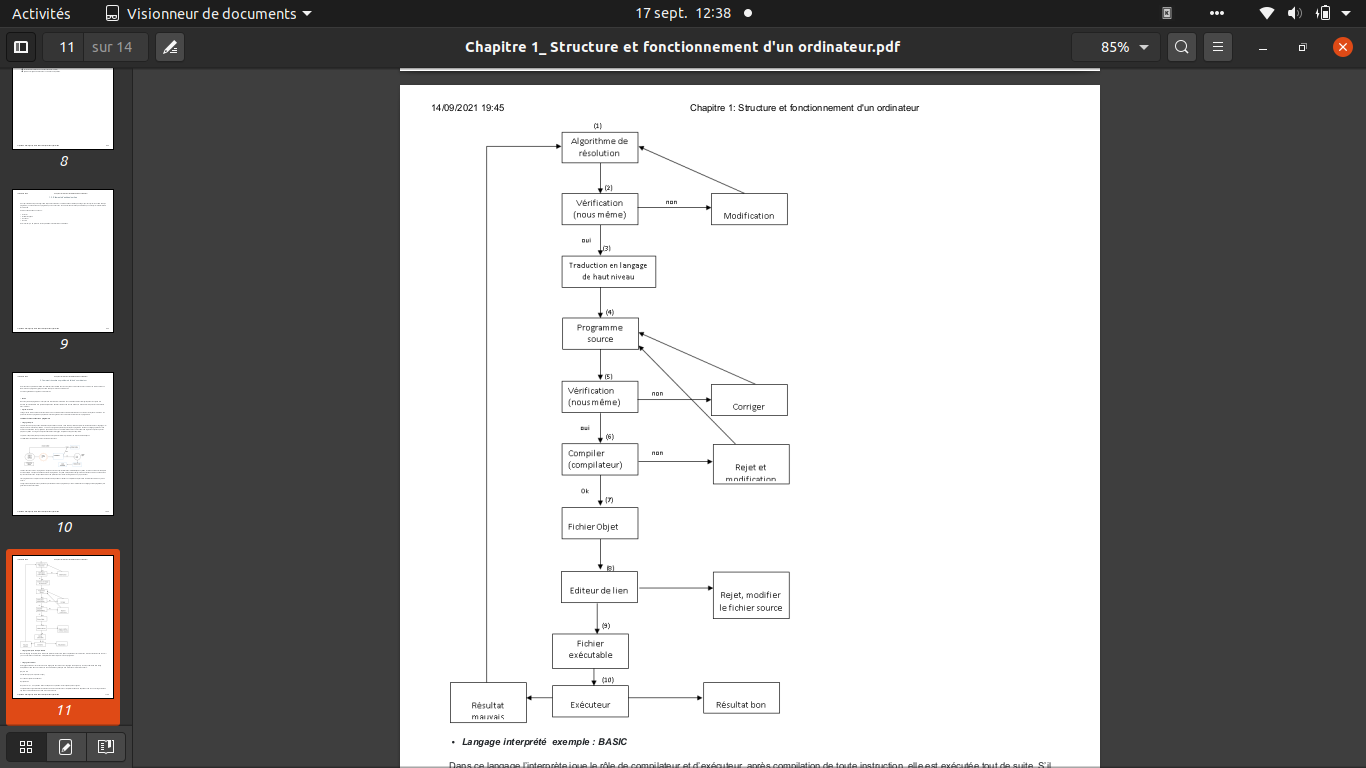 Activités
Visionneur de documents
17 sept. 12:38
11 sur 14
Chapitre 1_ Structure et fonctionnement d'un ordinateur.pdf
85%
8
9
10
11
14/09/2021 19:45
Chapitre 1: Structure et fonctionnement d'un ordinateur
(1)
Algorithme de
résolution
(2)
Vérification
(nous même)
non
Modification
oui
(3)
Traduction en langage
de haut niveau
(4)
Programme
source
(5)
Vérification
(nous même)
non
Corriger
oui
(6)
Compiler
(compilateur)
non
Rejet et
modification
Ok
(7)
Fichier Objet
(8)
Editeur de lien
Rejet, modifier
le fichier source
(9)
Fichier
exécutable
(10)
Résultat
mauvais
Exécuteur
Résultat bon
• Langage interprété exemple : BASIC
Dans ce langage l'interprète joue le rôle de compilateur et d'exécuteur, après compilation de toute instruction, elle est exécutée tout de suite. S'il